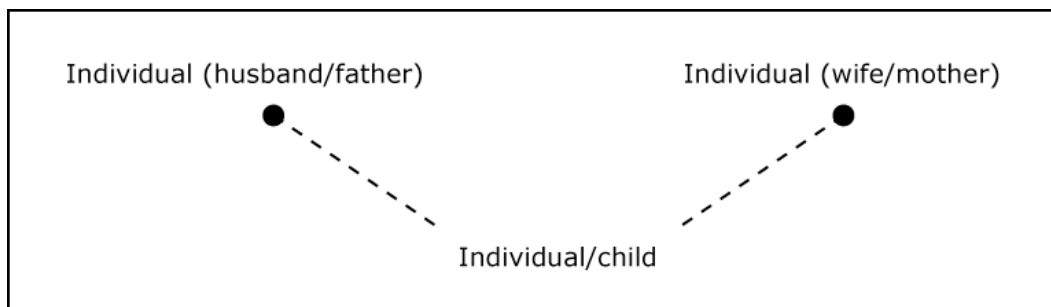 Individual (husband/father)
Individual (wife/mother)
Individual/child